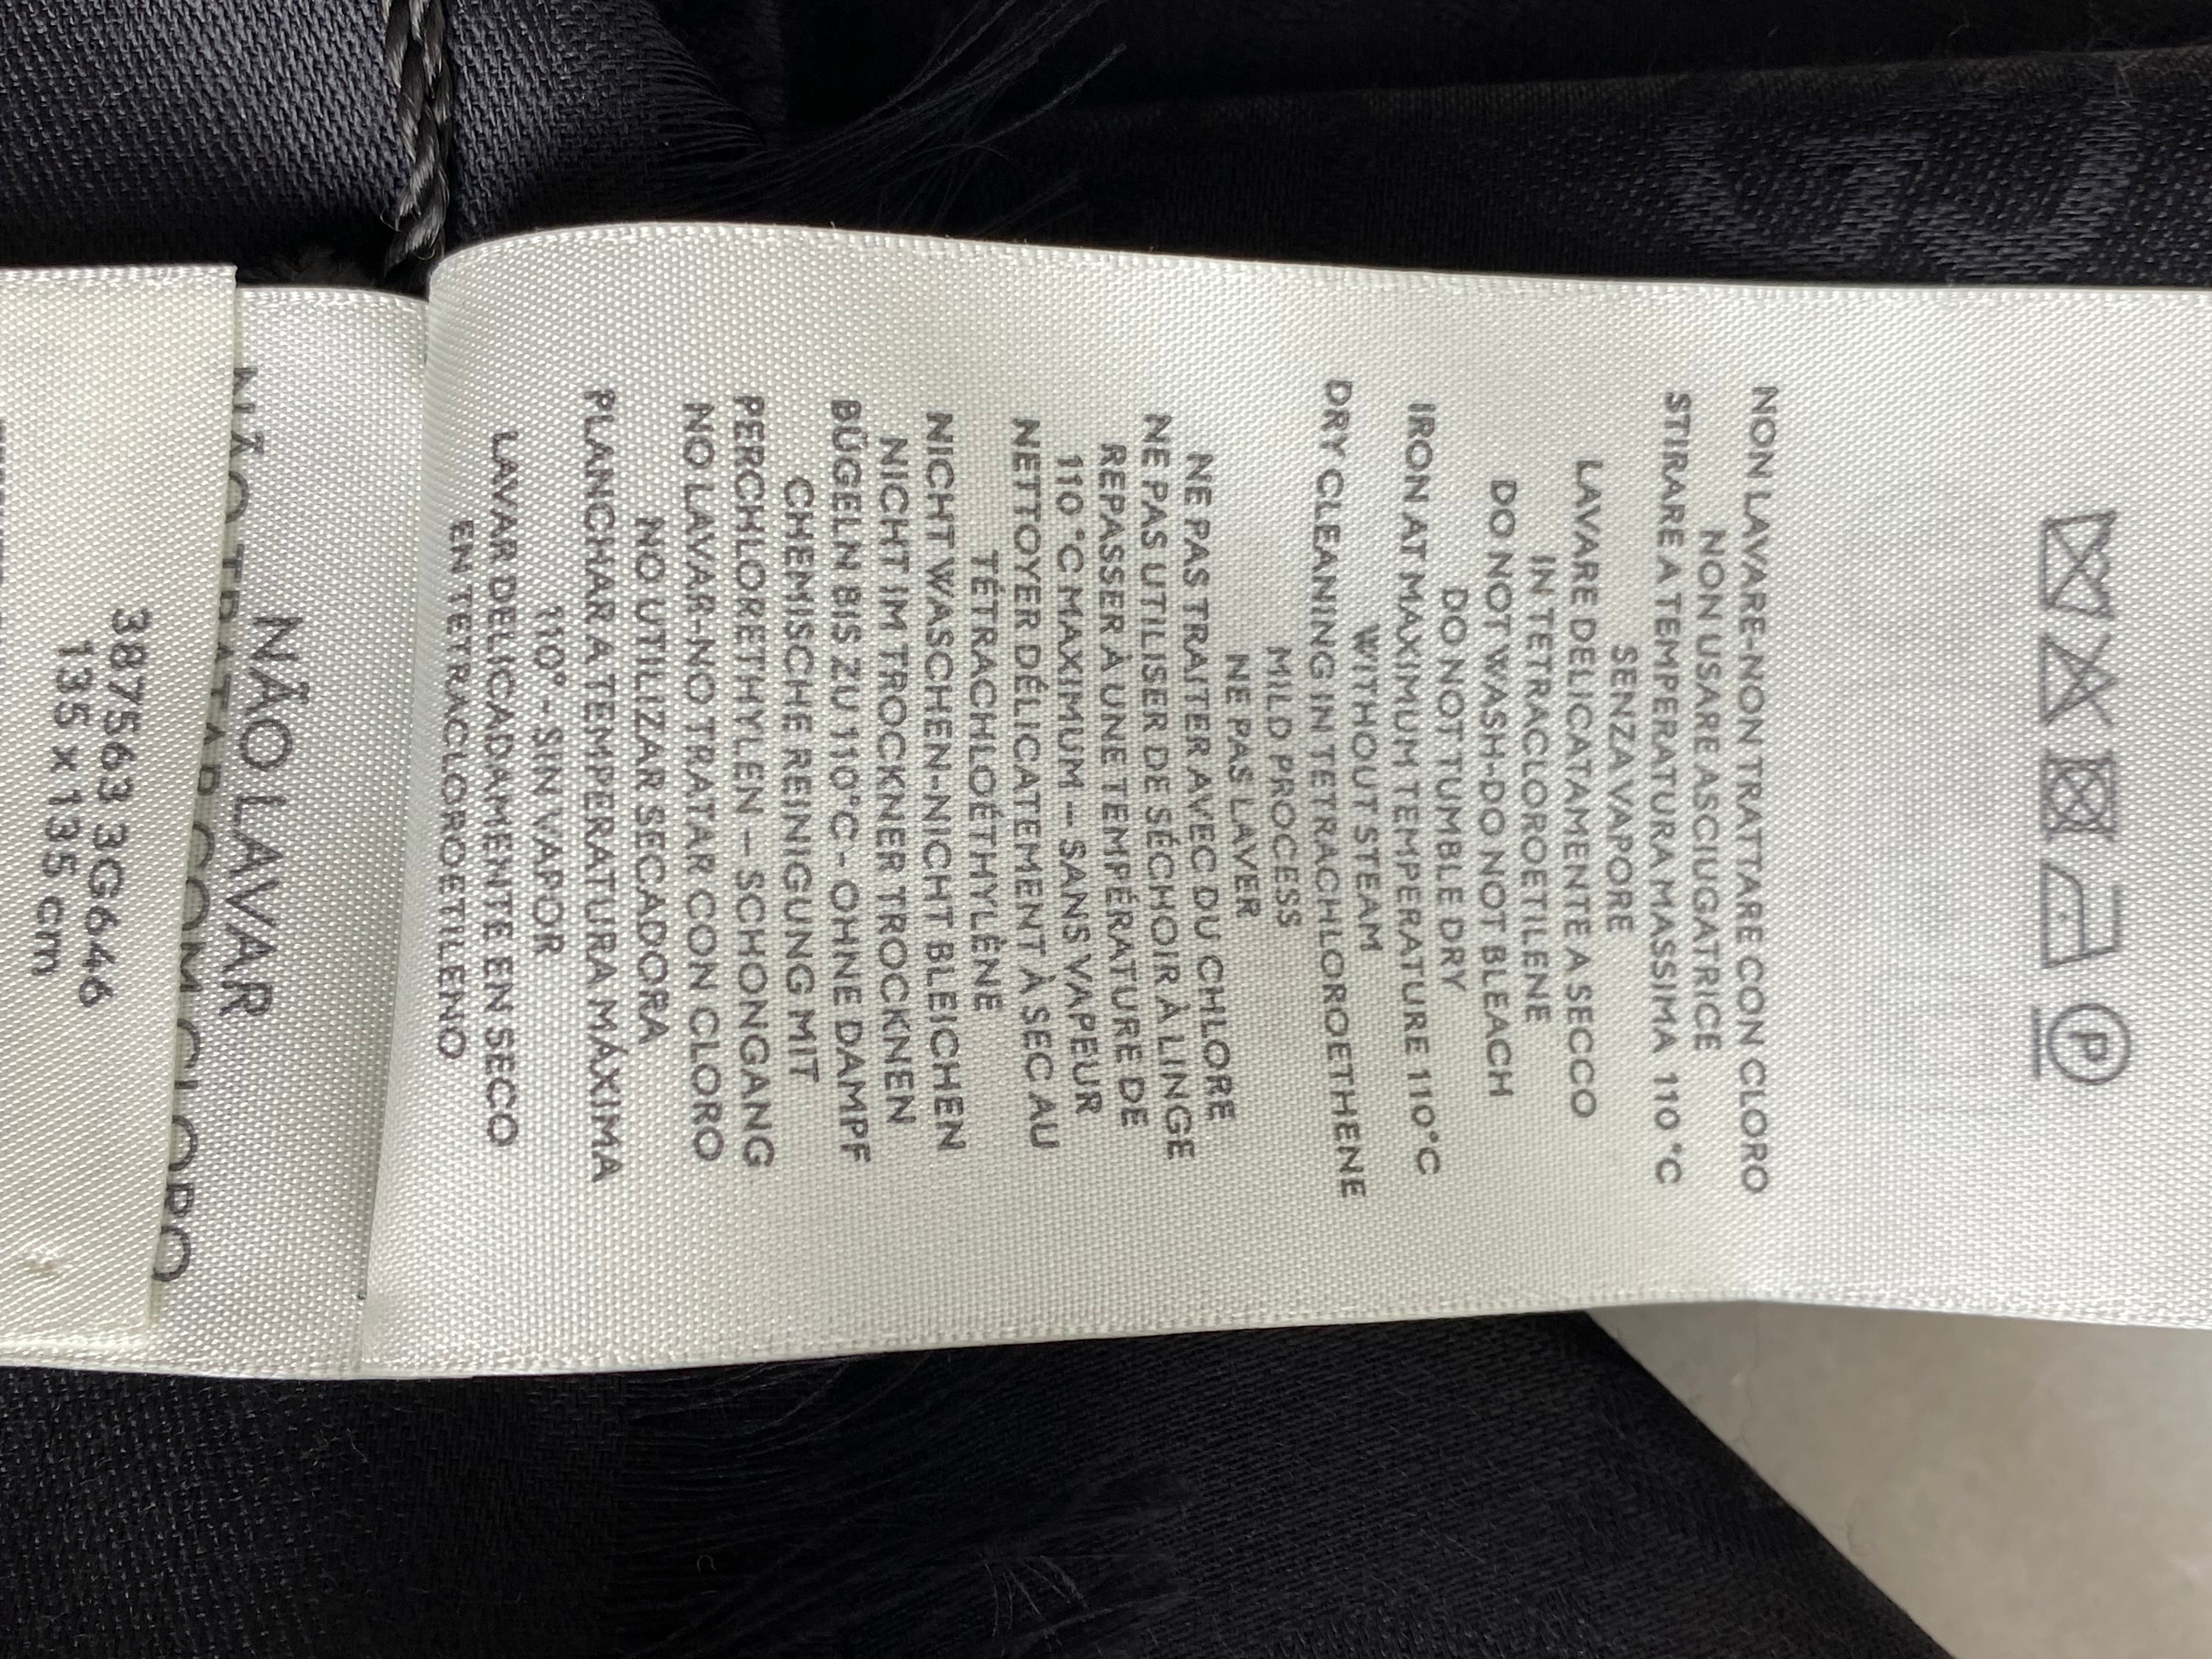 P
NON LAVARE-NON TRATTARE CON CLORO
NON USARE ASCIUGATRICE
STIRARE A TEMPERATURA MASSIMA 110 °C
SENZA VAPORE
LAVARE DELICATAMENTE A SECCO
IN TETRACLOROETILENE
DO NOT WASH-DO NOT BLEACH
DO NOT TUMBLE DRY
IRON AT MAXIMUM TEMPERATURE 110°C
WITHOUT STEAM
DRY CLEANING IN TETRACHLOROETHENE
MILD PROCESS
NE PAS LAVER
NE PAS TRAITER AVEC DU CHLORE
NE PAS UTILISER DE SÉCHOIR À LINGE
REPASSER À UNE TEMPÉRATURE DE
110 °C MAXIMUM -- SANS VAPEUR
NETTOYER DÉLICATEMENT À SEC AU
TÉTRACHLOÉTHYLÈNE
NICHT WASCHEN-NICHT BLEICHEN
NICHT IM TROCKNER TROCKNEN
BÜGELN BIS ZU 110°C - OHNE DAMPF
CHEMISCHE REINIGUNG MIT
PERCHLORETHYLEN – SCHONGANG
NO LAVAR-NO TRATAR CON CLORO
NO UTILIZAR SECADORA
PLANCHAR A TEMPERATURA MÁXIMA
110° - SIN VAPOR
LAVAR DELICADAMENTE EN SECO
EN TETRACLOROETILENO
NÃO LAVAR
NÃO TRATAR COM CLORO
387563 3G646
135 x 135 cm